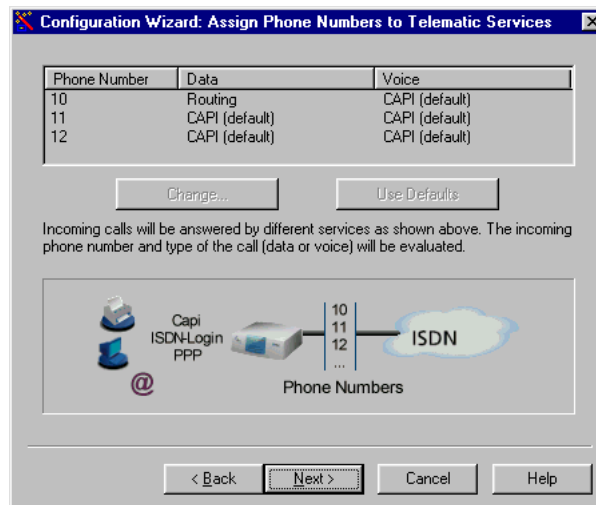 Configuration Wizard: Assign Phone Numbers to Telematic Services
Phone Number Data Voice
10 Routing CAPI (default)
11 CAPI (default) CAPI (default)
12 CAPI (default) CAPI (default)
Change... Use Defaults
Incoming calls will be answered by different services as shown above. The incoming
phone number and type of the call (data or voice) will be evaluated.
Capi
ISDN-Login
PPP
@
10
11
12
...
ISDN
Phone Numbers
< Back Next > Cancel Help